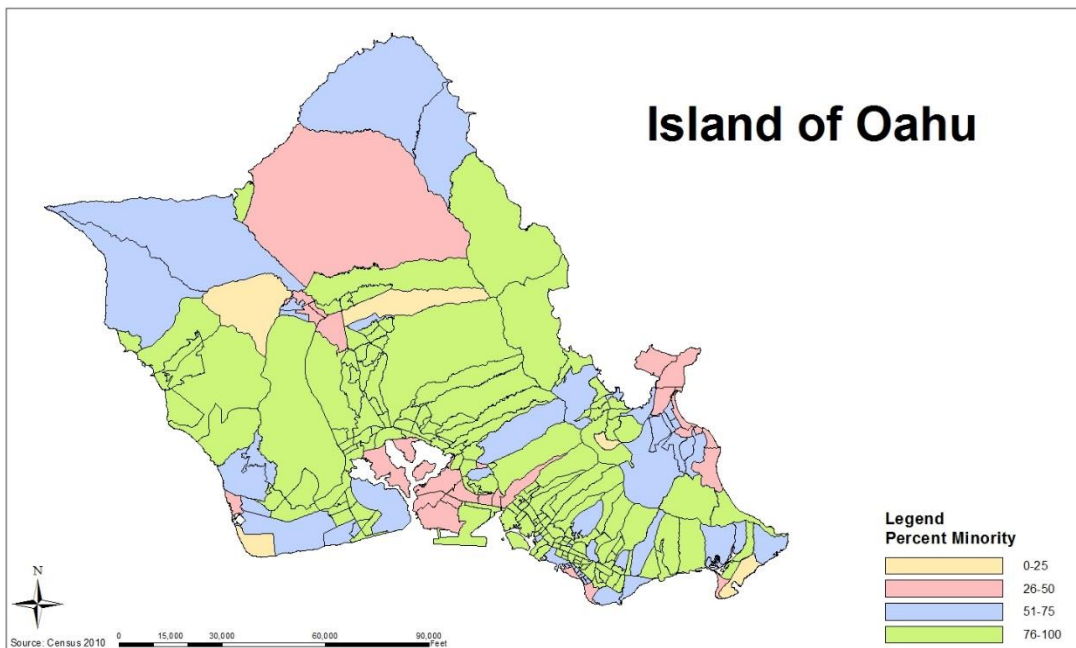 Island of Oahu
Legend
Percent Minority
0-25
26-50
51-75
76-100
N
Source: Census 2010
0 15,000 30,000 60,000 90,000
Feet